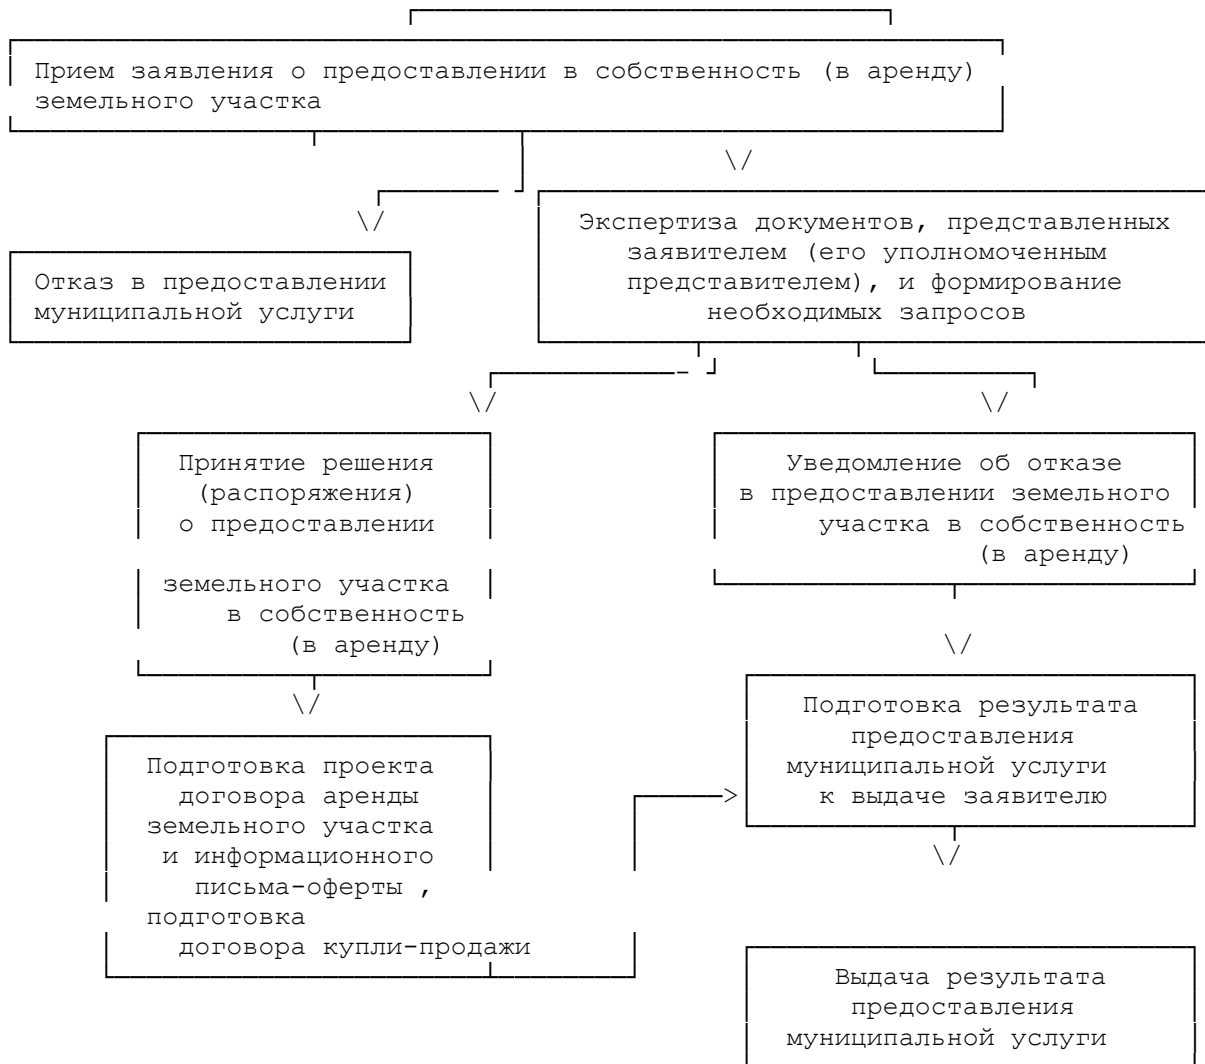 Прием заявления о предоставлении в собственность (в аренду)
земельного участка
\/
\/
Экспертиза документов, представленных
заявителем (его уполномоченным
представителем), и формирование
необходимых запросов
Отказ в предоставлении
муниципальной услуги
\/
\/
Принятие решения
(распоряжения)
о предоставлении
земельного участка
в собственность
(в аренду)
Уведомление об отказе
в предоставлении земельного
участка в собственность
(в аренду)
\/
\/
Подготовка проекта
договора аренды
земельного участка
и информационного
письма-оферты ,
подготовка
договора купли-продажи
>
Подготовка результата
предоставления
муниципальной услуги
к выдаче заявителю
\/
Выдача результата
предоставления
муниципальной услуги